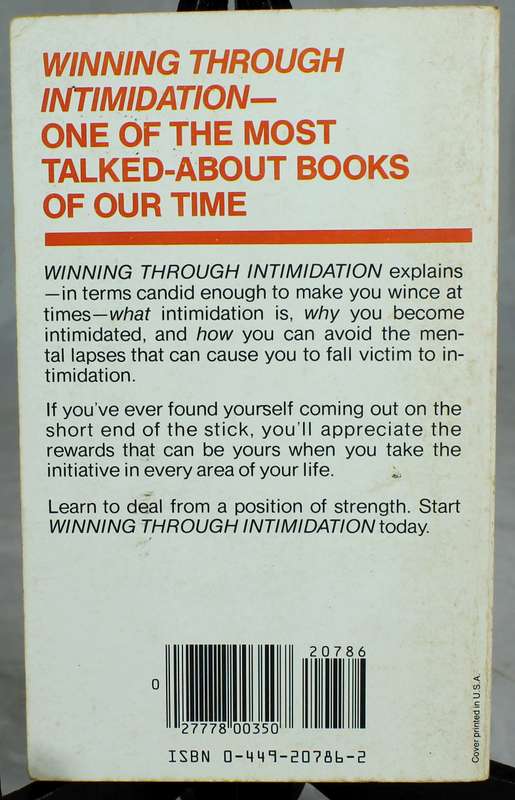 WINNING THROUGH
INTIMIDATION—
ONE OF THE MOST
TALKED-ABOUT BOOKS
OF OUR TIME
WINNING THROUGH INTIMIDATION explains
—in terms candid enough to make you wince at
times—what intimidation is, why you become
intimidated, and how you can avoid the men-
tal lapses that can cause you to fall victim to in-
timidation.
If you've ever found yourself coming out on the
short end of the stick, you'll appreciate the
rewards that can be yours when you take the
initiative in every area of your life.
Learn to deal from a position of strength. Start
WINNING THROUGH INTIMIDATION today.
20786
0
27778 00350
ISBN 0-449-20786-2
Cover printed in U.S.A.